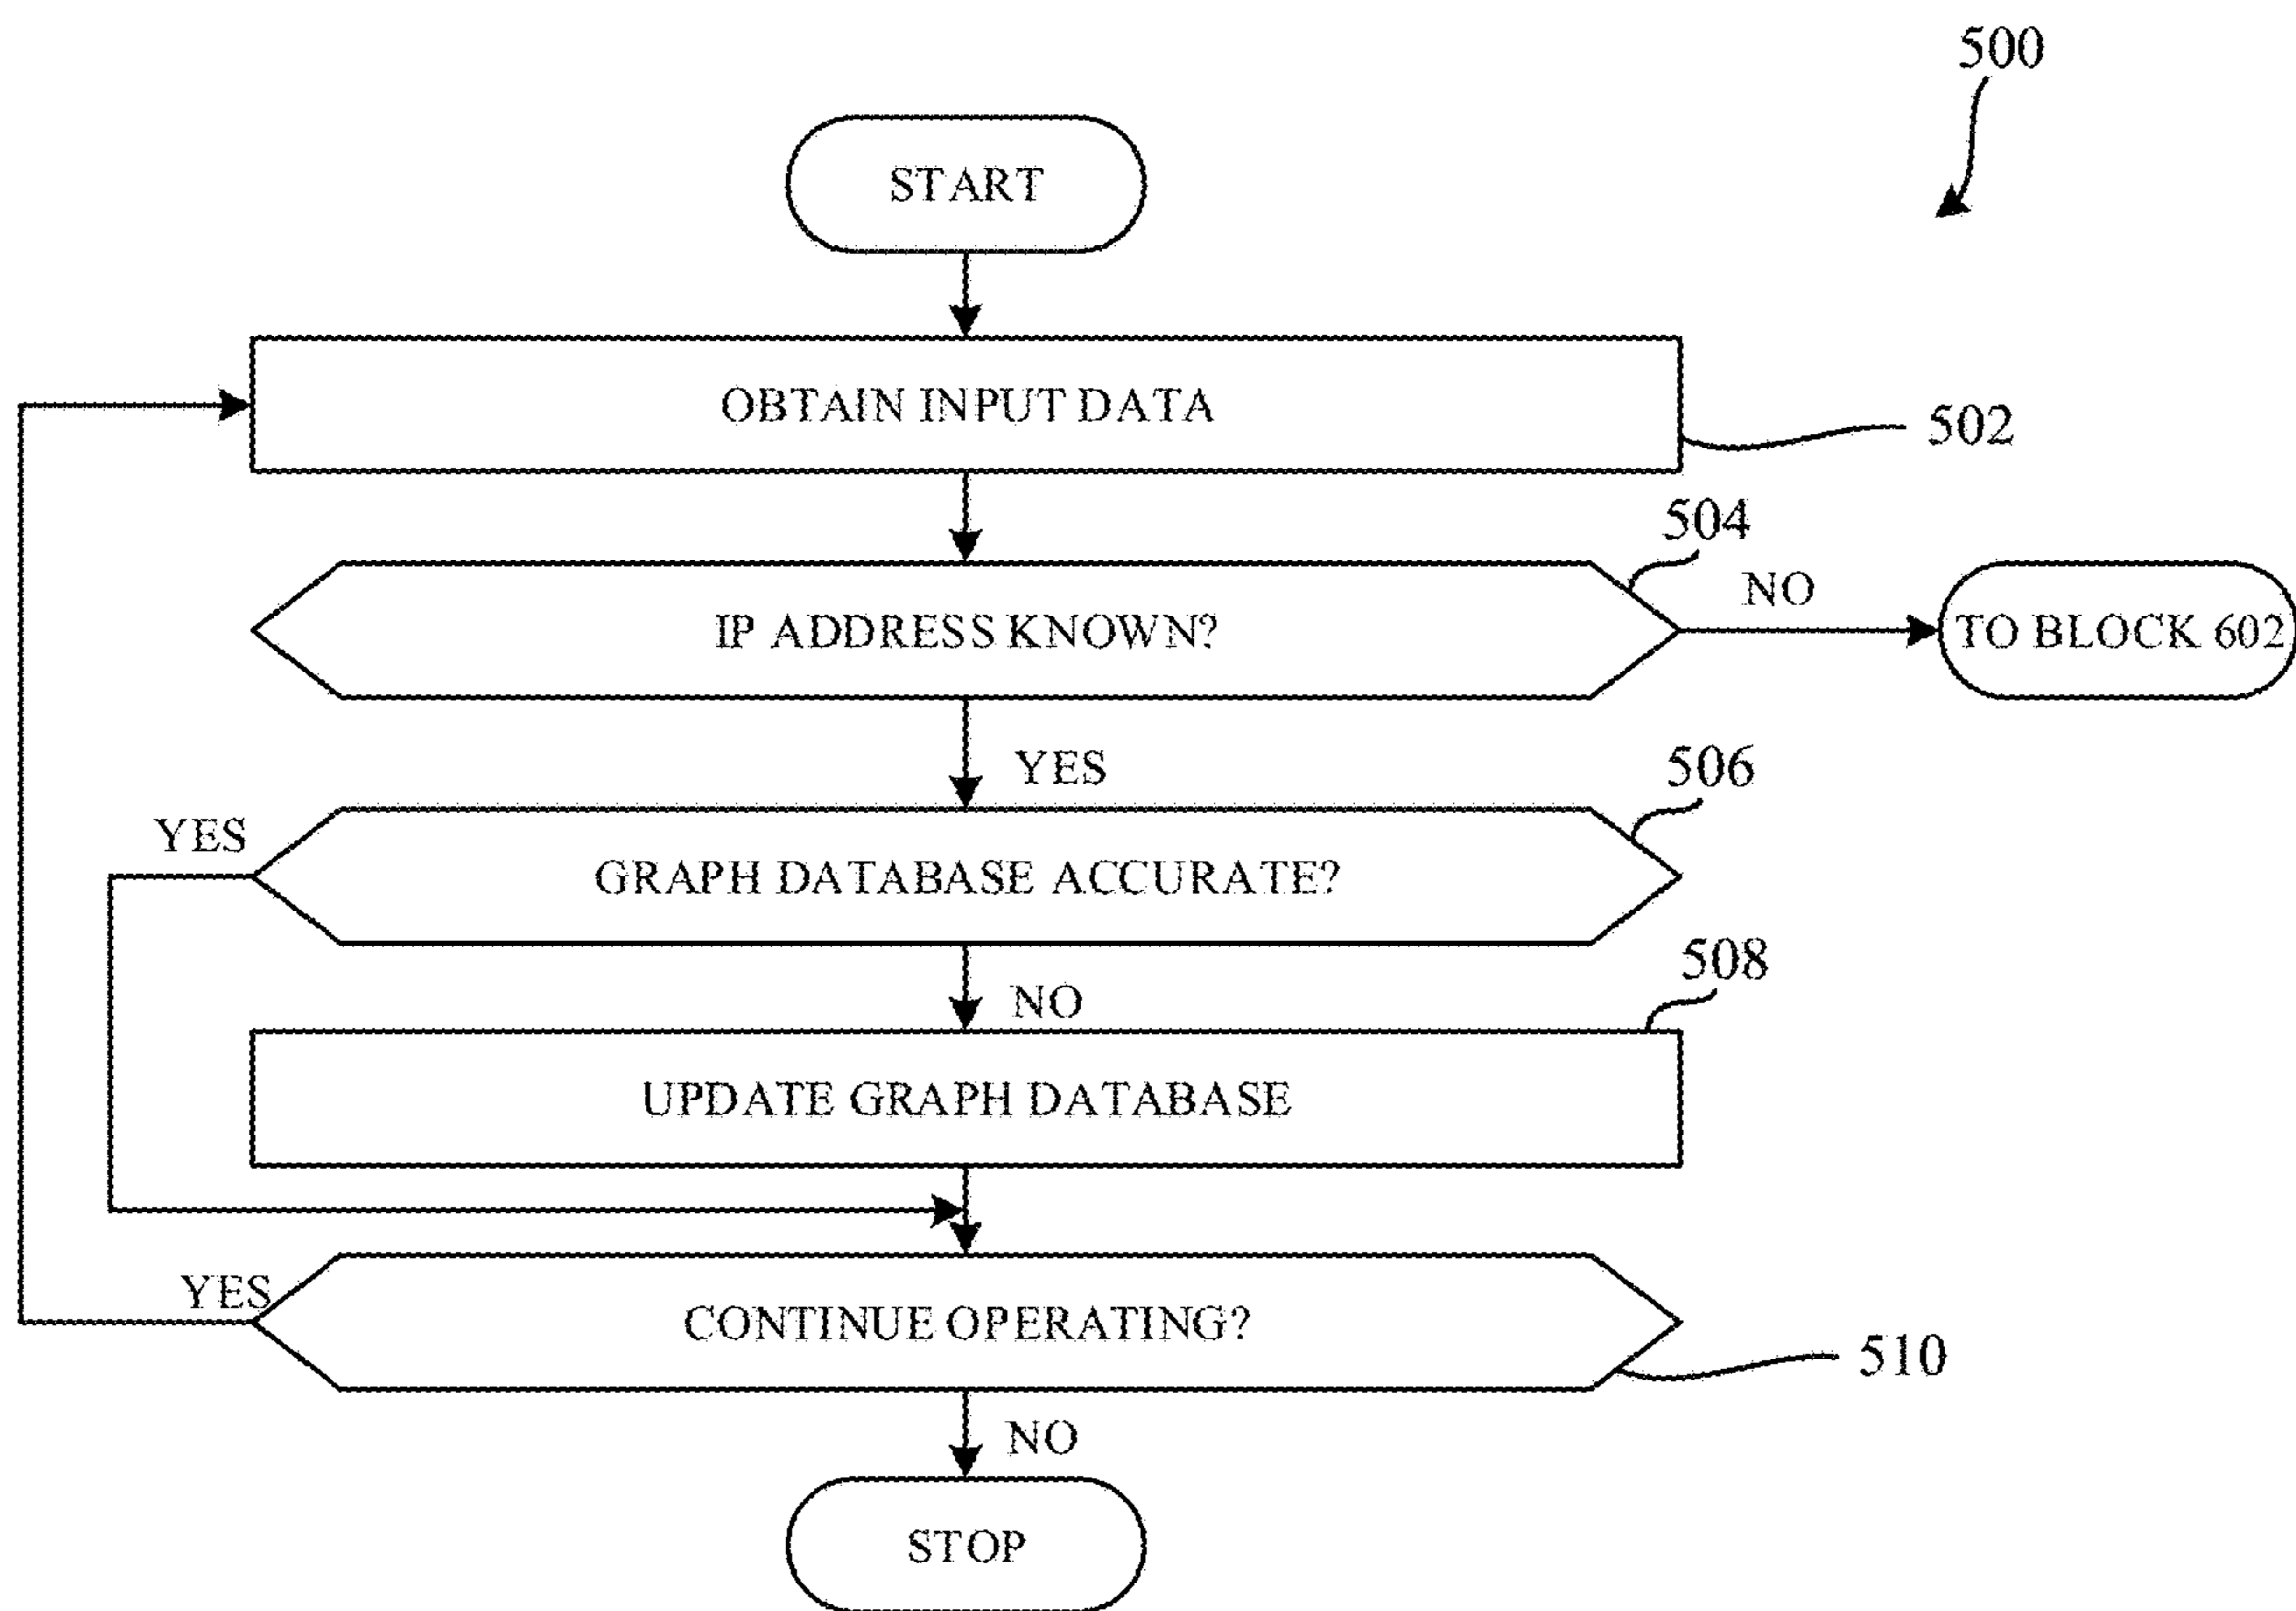 500
START
OBTAIN INPUT DATA
502
504
NO
IP ADDRESS KNOWN?
TO BLOCK 602
YES
506
YES
GRAPH DATABASE ACCURATE?
508
NO
UPDATE GRAPH DATABASE
YES
CONTINUE OPERATING?
510
NO
STOP